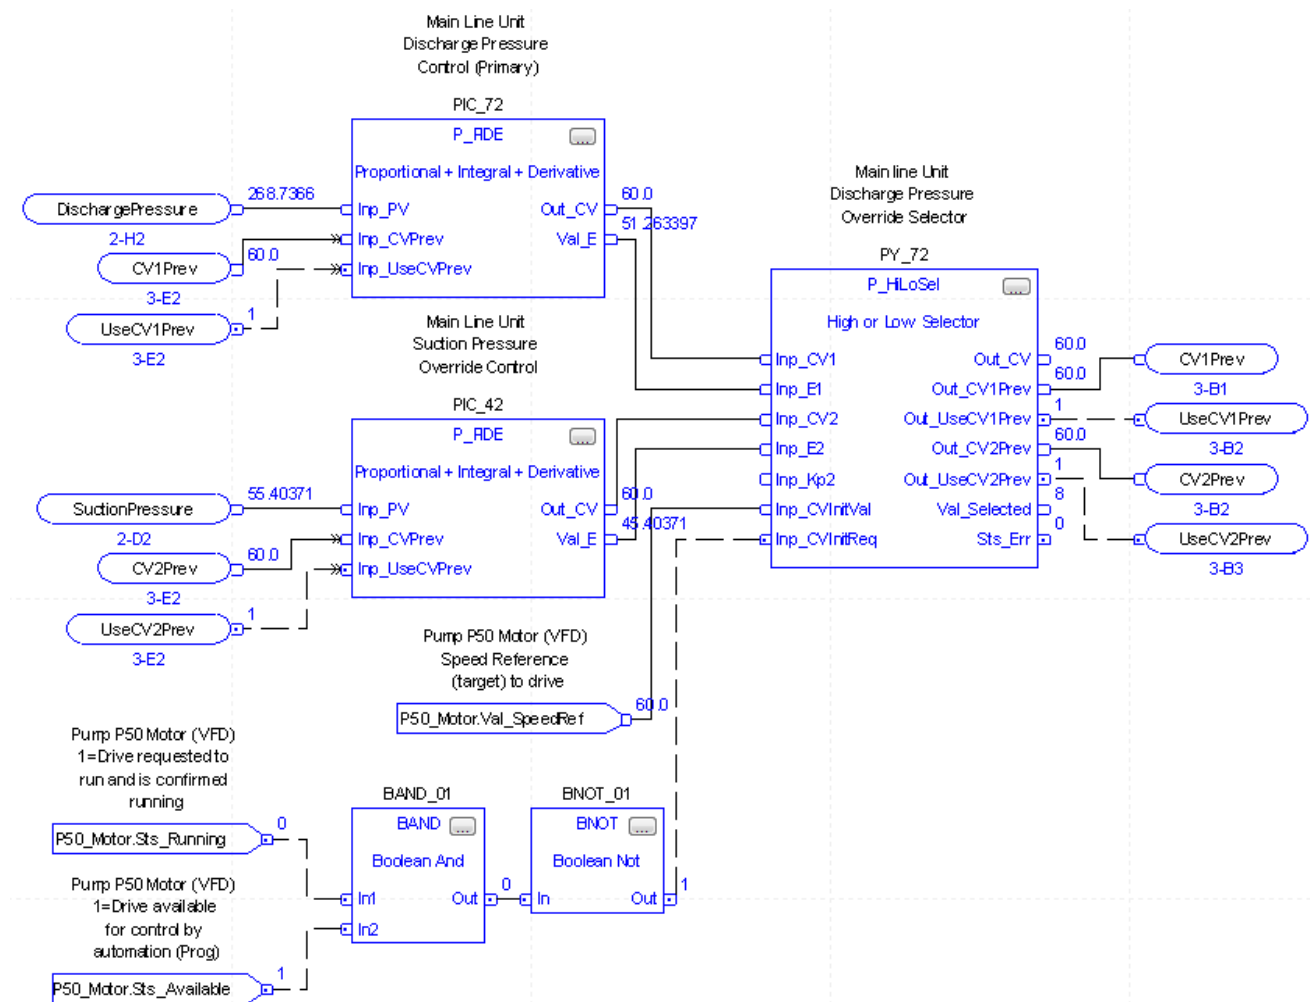 Main Line Unit
Discharge Pressure
Control (Primary)
PIC_72
P_PIDE
...
Proportional + Integral + Derivative
DischargePressure
268.7366
Inp_PV
Out_CV
60.0
2-H2
CV1Prev
60.0
Inp_CVPrev
Val_E
51.263397
3-E2
UseCV1Prev
1
Inp_UseCVPrev
3-E2
Main Line Unit
Suction Pressure
Override Control
PIC_42
P_PIDE
...
Proportional + Integral + Derivative
SuctionPressure
55.40371
Inp_PV
Out_CV
60.0
2-D2
CV2Prev
60.0
Inp_CVPrev
Val_E
45.40371
3-E2
UseCV2Prev
1
Inp_UseCVPrev
3-E2
Main line Unit
Discharge Pressure
Override Selector
PY_72
P_HiLoSel
...
High or Low Selector
Inp_CV1
Out_CV
60.0
Inp_E1
Out_CV1Prev
60.0
CV1Prev
3-B1
Inp_CV2
Out_UseCV1Prev
1
UseCV1Prev
3-B2
Inp_E2
Out_CV2Prev
60.0
CV2Prev
3-B2
Inp_Kp2
Out_UseCV2Prev
1
UseCV2Prev
3-B3
Inp_CVInitVal
Val_Selected
8
Inp_CVInitReq
Sts_Err
0
Pump P50 Motor (VFD)
Speed Reference
(target) to drive
P50_Motor.Val_SpeedRef
60.0
Pump P50 Motor (VFD)
1=Drive requested to
run and is confirmed
running
P50_Motor.Sts_Running
0
Pump P50 Motor (VFD)
1=Drive available
for control by
automation (Prog)
P50_Motor.Sts_Available
1
BAND_01
BAND
...
Boolean And
In1
Out
0
In2
BNOT_01
BNOT
...
Boolean Not
In
Out
1